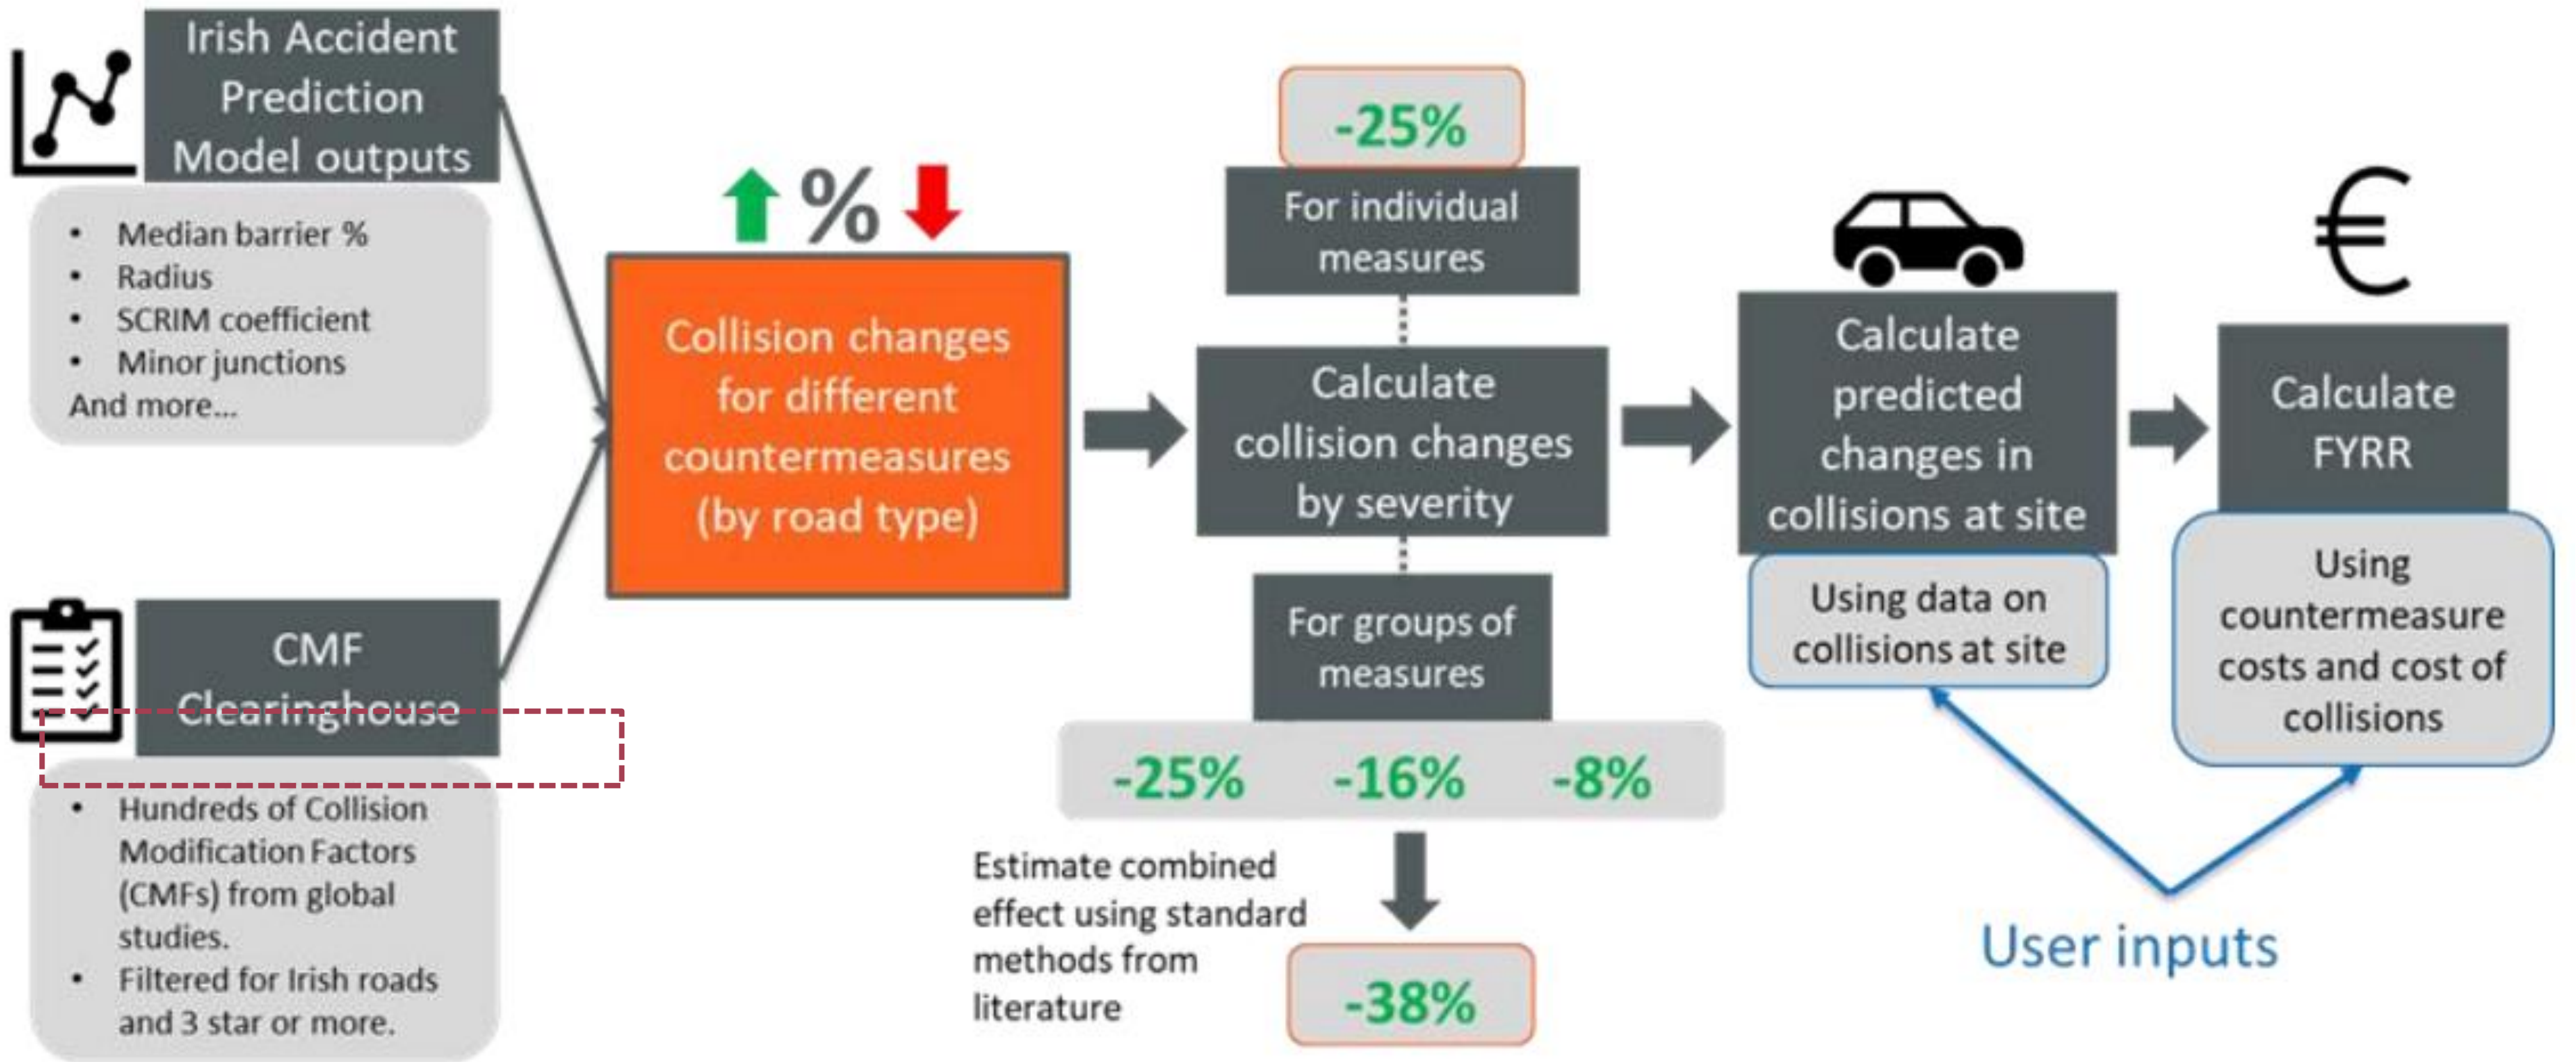 Irish Accident
Prediction
Model outputs
• Median barrier %
• Radius
• SCRIM coefficient
• Minor junctions
And more...
CMF
Clearinghouse
• Hundreds of Collision
Modification Factors
(CMFs) from global
studies.
• Filtered for Irish roads
and 3 star or more.
%
Collision changes
for different
countermeasures
(by road type)
-25%
For individual
measures
Calculate
collision changes
by severity
For groups of
measures
-25% -16% -8%
Estimate combined
effect using standard
methods from
literature
-38%
Calculate
predicted
changes in
collisions at site
Using data on
collisions at site
€
Calculate
FYRR
Using
countermeasure
costs and cost of
collisions
User inputs